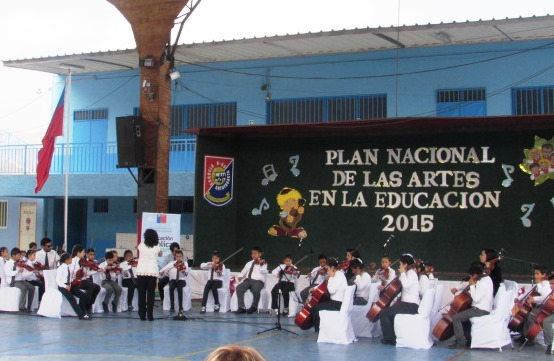 PLAN NACIONAL
DE LAS ARTES
EN LA EDUCACION
2015